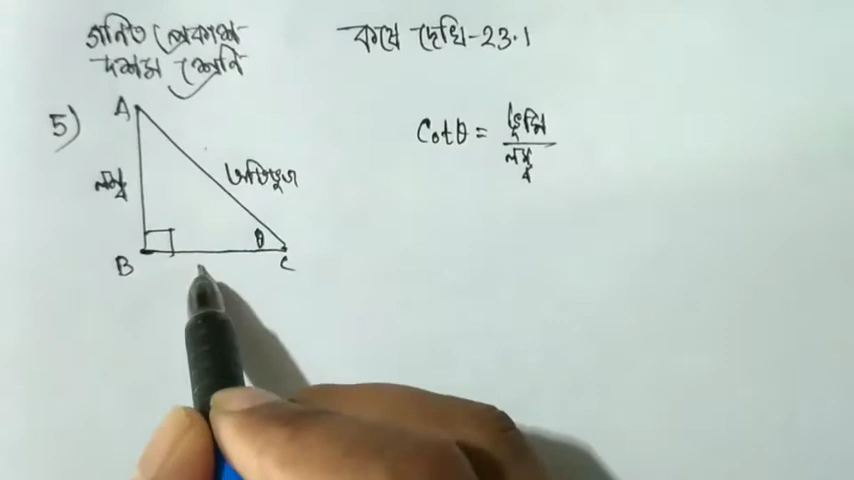 গনিত প্রকাশ
দশম শ্রেনি
কষে দেখি-23.1
5)
A
লম্ব
অতিভূজ
θ
B
C
Cotθ = ভূমি
লম্ব